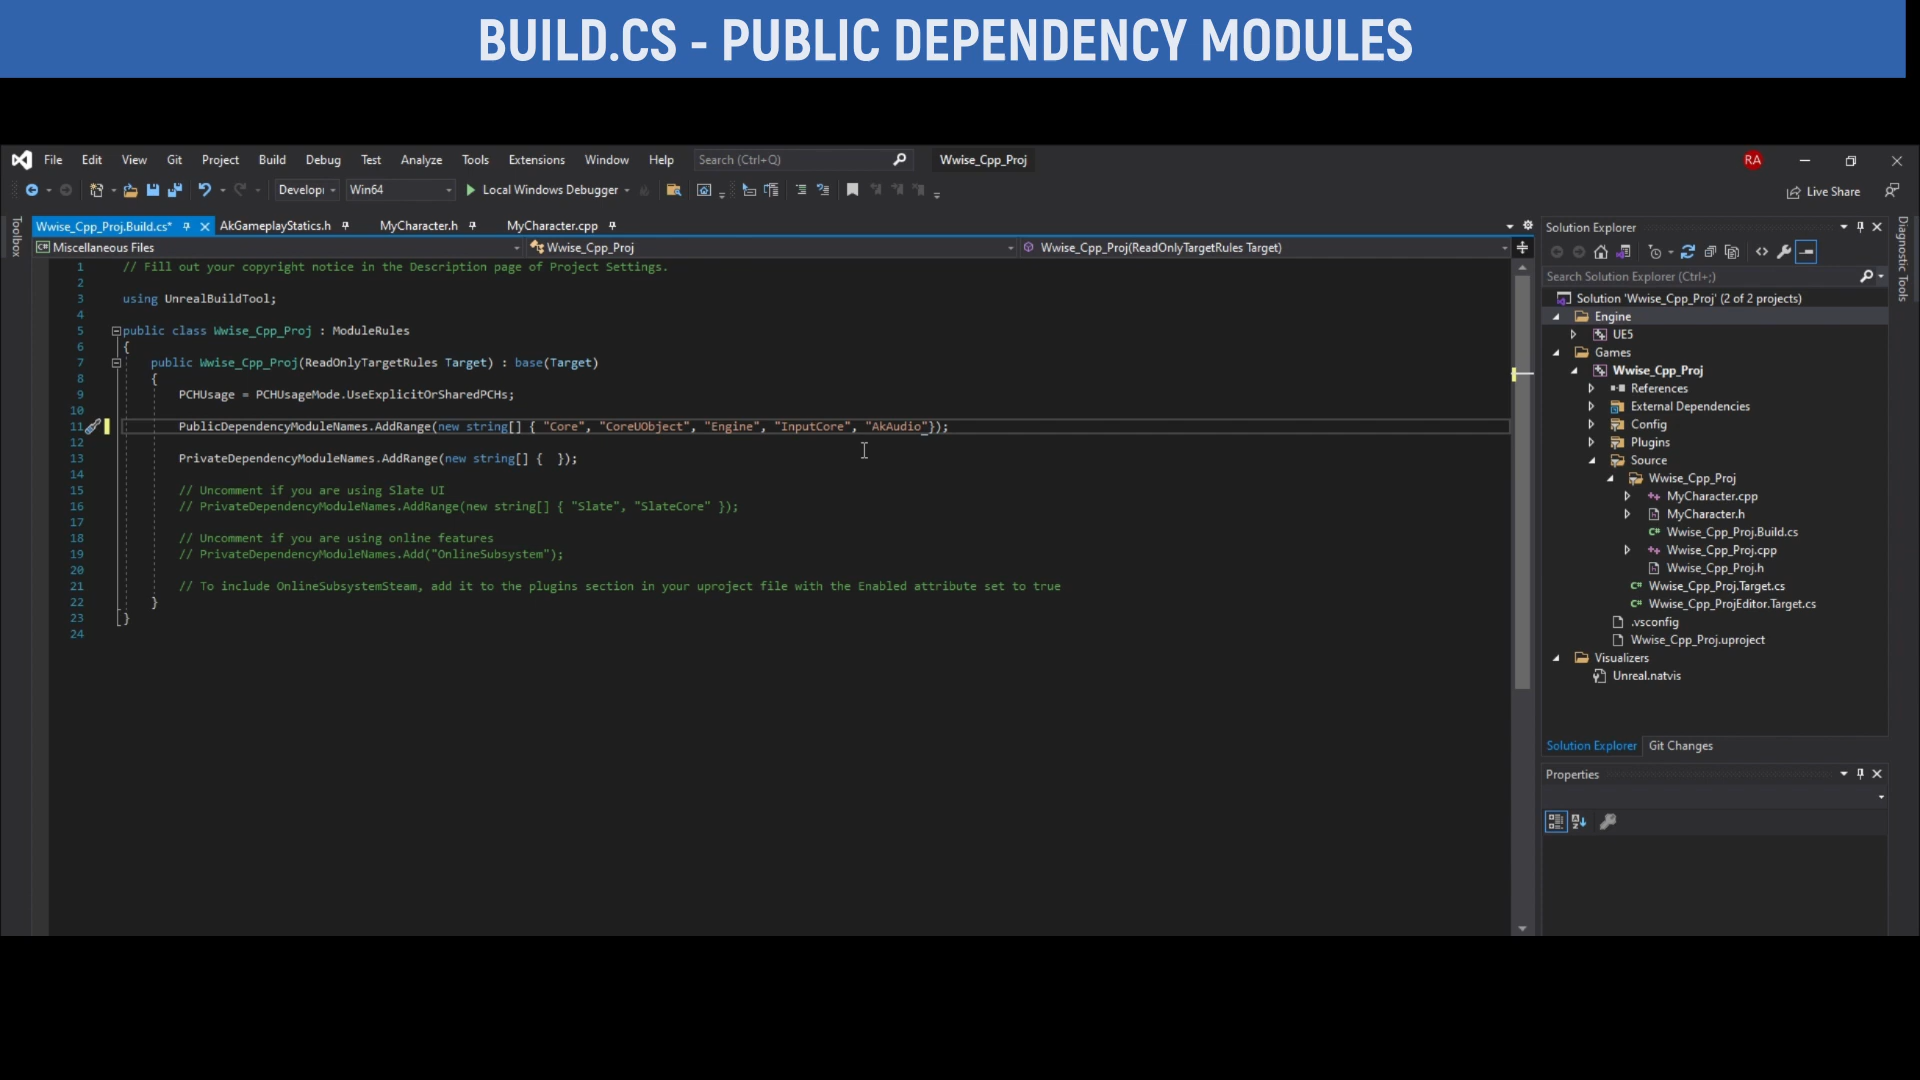 BUILD.CS - PUBLIC DEPENDENCY MODULES
File Edit View Git Project Build Debug Test Analyze Tools Extensions Window Help Search (Ctrl+Q) Wwise_Cpp_Proj RA
Develop Win64 Local Windows Debugger Live Share
Toolbox
Wwise_Cpp_Proj.Build.cs* AkGameplayStatics.h MyCharacter.h MyCharacter.cpp
Miscellaneous Files Wwise_Cpp_Proj Wwise_Cpp_Proj(ReadOnlyTargetRules Target)
1 // Fill out your copyright notice in the Description page of Project Settings.
2
3 using UnrealBuildTool;
4
5 public class Wwise_Cpp_Proj : ModuleRules
6 {
7 public Wwise_Cpp_Proj(ReadOnlyTargetRules Target) : base(Target)
8 {
9 PCHUsage = PCHUsageMode.UseExplicitOrSharedPCHs;
10
11 PublicDependencyModuleNames.AddRange(new string[] { "Core", "CoreUObject", "Engine", "InputCore", "AkAudio"});
12
13 PrivateDependencyModuleNames.AddRange(new string[] {  });
14
15 // Uncomment if you are using Slate UI
16 // PrivateDependencyModuleNames.AddRange(new string[] { "Slate", "SlateCore" });
17
18 // Uncomment if you are using online features
19 // PrivateDependencyModuleNames.Add("OnlineSubsystem");
20
21 // To include OnlineSubsystemSteam, add it to the plugins section in your uproject file with the Enabled attribute set to true
22 }
23 }
24
Solution Explorer
Search Solution Explorer (Ctrl+;)
Solution 'Wwise_Cpp_Proj' (2 of 2 projects)
Engine
UE5
Games
Wwise_Cpp_Proj
References
External Dependencies
Config
Plugins
Source
Wwise_Cpp_Proj
MyCharacter.cpp
MyCharacter.h
Wwise_Cpp_Proj.Build.cs
Wwise_Cpp_Proj.cpp
Wwise_Cpp_Proj.h
Wwise_Cpp_Proj.Target.cs
Wwise_Cpp_ProjEditor.Target.cs
.vsconfig
Wwise_Cpp_Proj.uproject
Visualizers
Unreal.natvis
Solution Explorer Git Changes
Properties
Diagnostic Tools